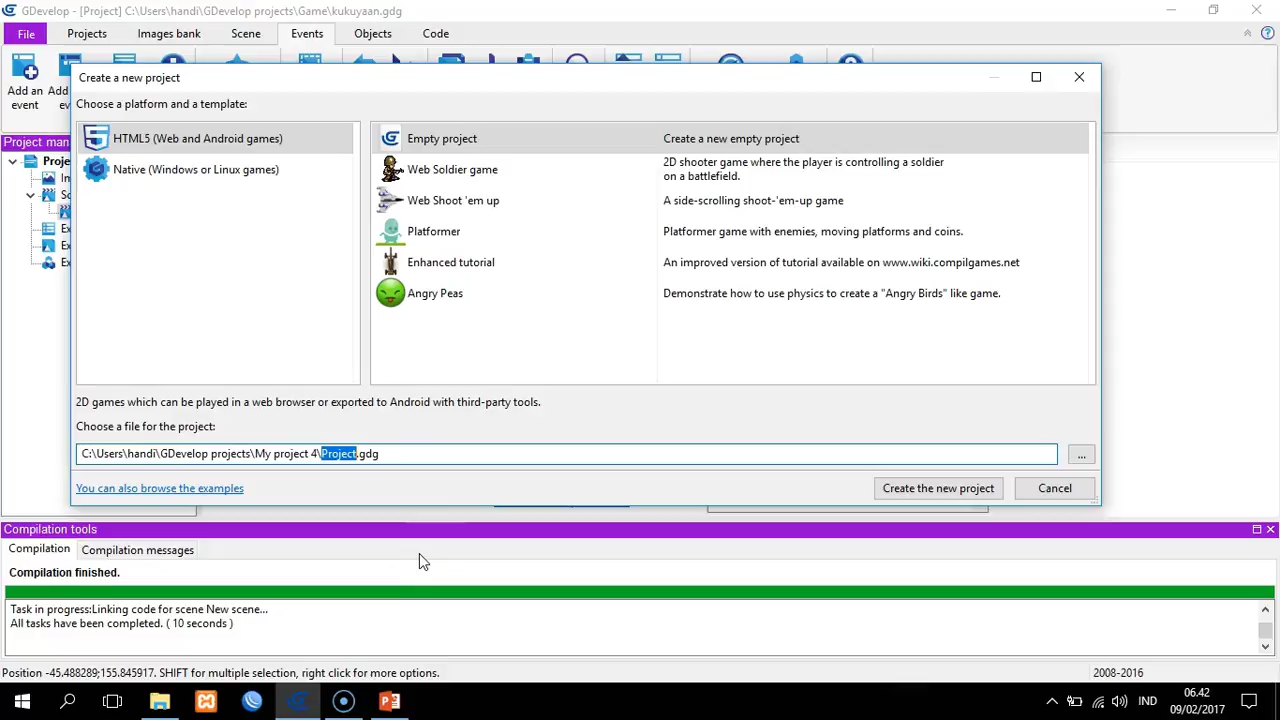 GDevelop - [Project] C:\Users\handi\GDevelop projects\Game\kukuyaan.gdg
File Projects Images bank Scene Events Objects Code
Add an
event
Project man
Proje
Create a new project
Choose a platform and a template:
HTML5 (Web and Android games)
Native (Windows or Linux games)
Empty project Create a new empty project
Web Soldier game 2D shooter game where the player is controlling a soldier
on a battlefield.
Web Shoot 'em up A side-scrolling shoot-'em-up game
Platformer Platformer game with enemies, moving platforms and coins.
Enhanced tutorial An improved version of tutorial available on www.wiki.compilgames.net
Angry Peas Demonstrate how to use physics to create a "Angry Birds" like game.
2D games which can be played in a web browser or exported to Android with third-party tools.
Choose a file for the project:
C:\Users\handi\GDevelop projects\My project 4\Project.gdg
...
You can also browse the examples
Create the new project Cancel
Compilation tools
Compilation Compilation messages
Compilation finished.
Task in progress:Linking code for scene New scene...
All tasks have been completed. ( 10 seconds )
Position -45.488289;155.845917. SHIFT for multiple selection, right click for more options. 2008-2016
IND
06.42
09/02/2017